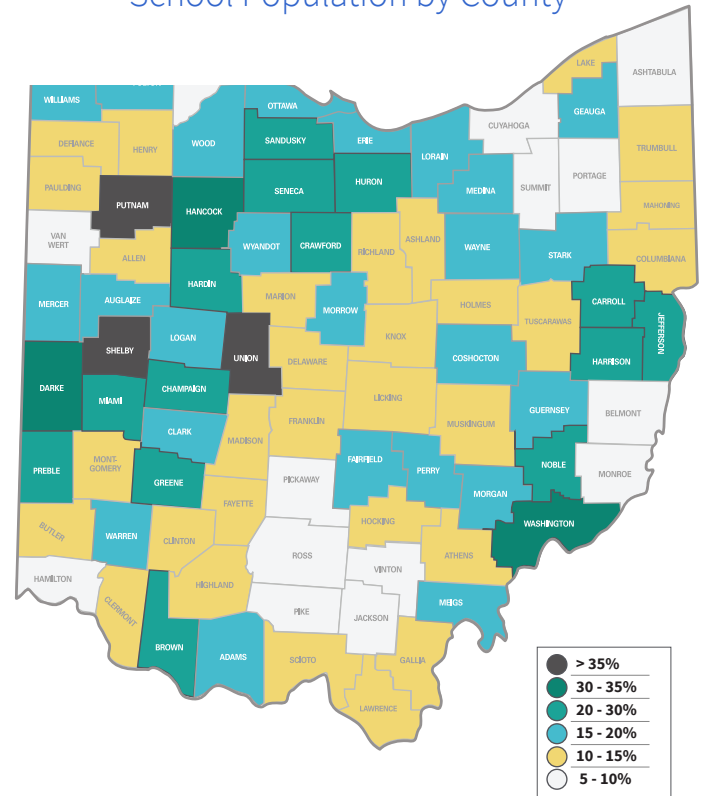 School Population by County
LAKE
ASHTABULA
WILLIAMS
OTTAWA
GEAUGA
CUYAHOGA
DEFIANCE
HENRY
WOOD
SANDUSKY
ERIE
LORAIN
TRUMBULL
PAULDING
SENECA
HURON
MEDINA
SUMMIT
PORTAGE
PUTNAM
HANCOCK
MAHONING
VAN
WERT
ALLEN
WYANDOT
CRAWFORD
RICHLAND
ASHLAND
WAYNE
STARK
COLUMBIANA
HARDIN
MERCER
AUGLAIZE
MARION
MORROW
HOLMES
TUSCARAWAS
CARROLL
JEFFERSON
SHELBY
LOGAN
UNION
KNOX
DELAWARE
COSHOCTON
HARRISON
DARKE
MIAMI
CHAMPAIGN
LICKING
GUERNSEY
BELMONT
CLARK
MADISON
FRANKLIN
MUSKINGUM
PREBLE
MONT-
GOMERY
GREENE
PICKAWAY
FAIRFIELD
PERRY
NOBLE
MONROE
MORGAN
FAYETTE
BUTLER
WARREN
CLINTON
HOCKING
WASHINGTON
ROSS
ATHENS
VINTON
HAMILTON
CLERMONT
HIGHLAND
PIKE
JACKSON
MEIGS
BROWN
ADAMS
SCIOTO
GALLIA
LAWRENCE
> 35%
30 - 35%
20 - 30%
15 - 20%
10 - 15%
5 - 10%